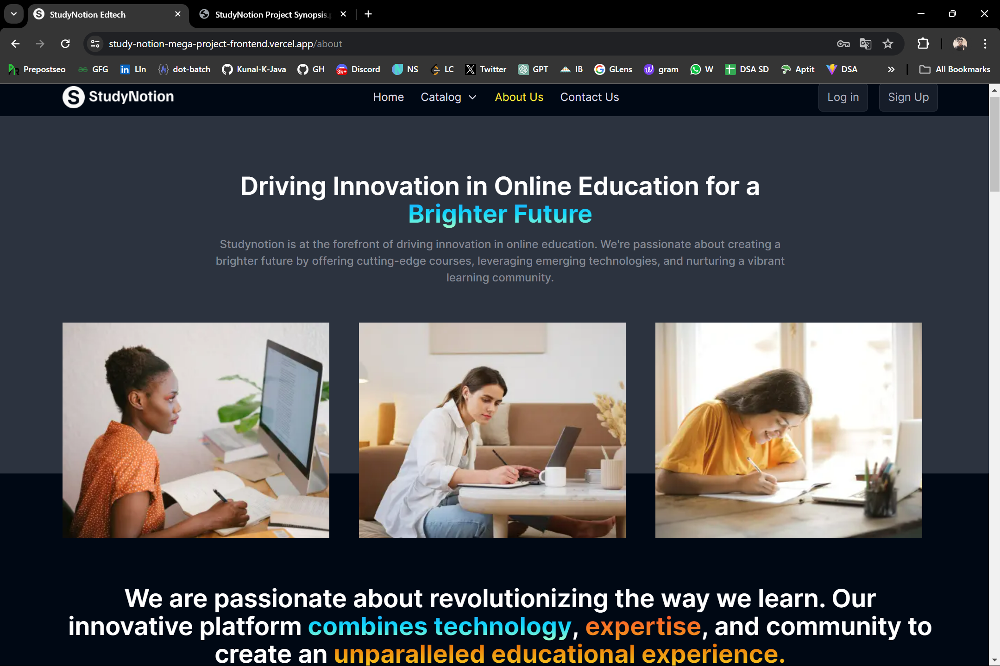 StudyNotion Edtech
StudyNotion Project Synopsis.
study-notion-mega-project-frontend.vercel.app/about
Prepostseo GFG LIn dot-batch Kunal-K-Java GH 3k+ Discord NS LC Twitter GPT IB GLens gram W DSA SD Aptit DSA All Bookmarks
S StudyNotion Home Catalog About Us Contact Us Log in Sign Up
Driving Innovation in Online Education for a
Brighter Future
Studynotion is at the forefront of driving innovation in online education. We're passionate about creating a
brighter future by offering cutting-edge courses, leveraging emerging technologies, and nurturing a vibrant
learning community.
We are passionate about revolutionizing the way we learn. Our
innovative platform combines technology, expertise, and community to
create an unparalleled educational experience.